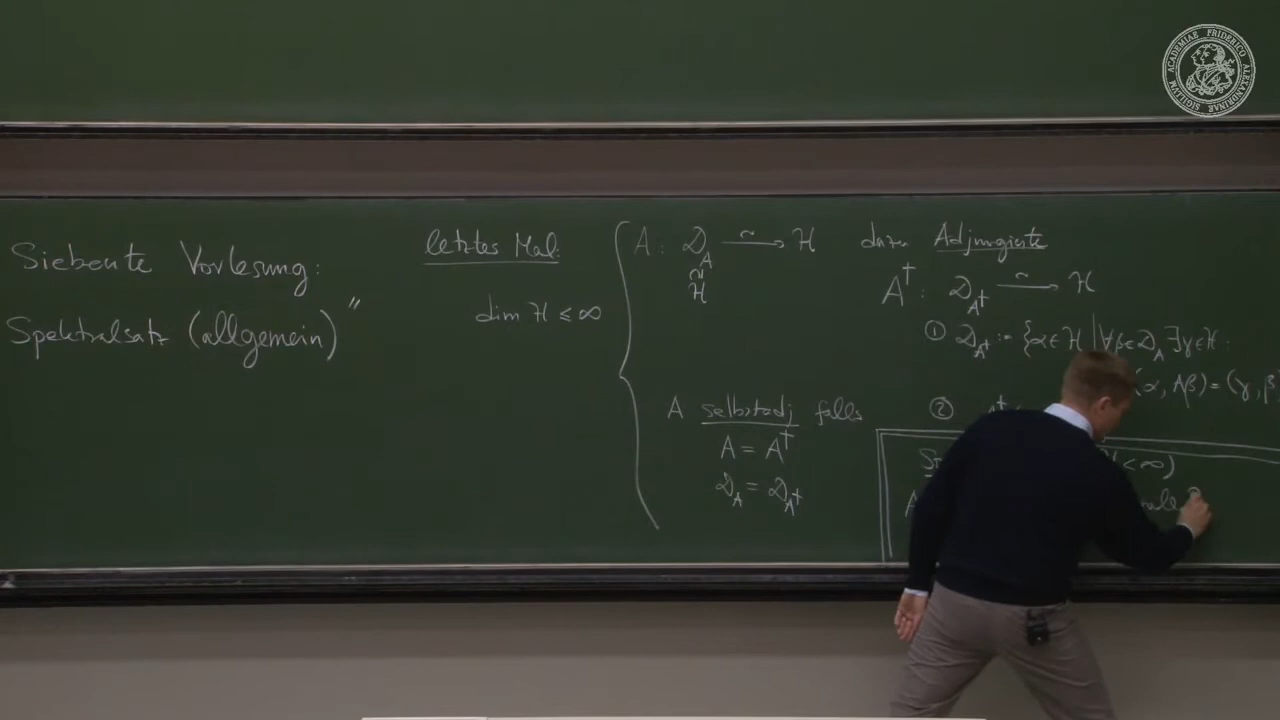 Siebente Vorlesung:
Spektralsatz (allgemein)"
letztes Mal:
dim H ≤ ∞
A: D_A ⟶~ H
⊆~
H
A selbstadj falls
A = A†
D_A = D_A†
dazu Adjungierte
A†: D_A† ⟶~ H
① D_A† := {α∈H | ∀β∈D_A ∃γ∈H:
(α, Aβ) = (γ, β
②
< ∞)